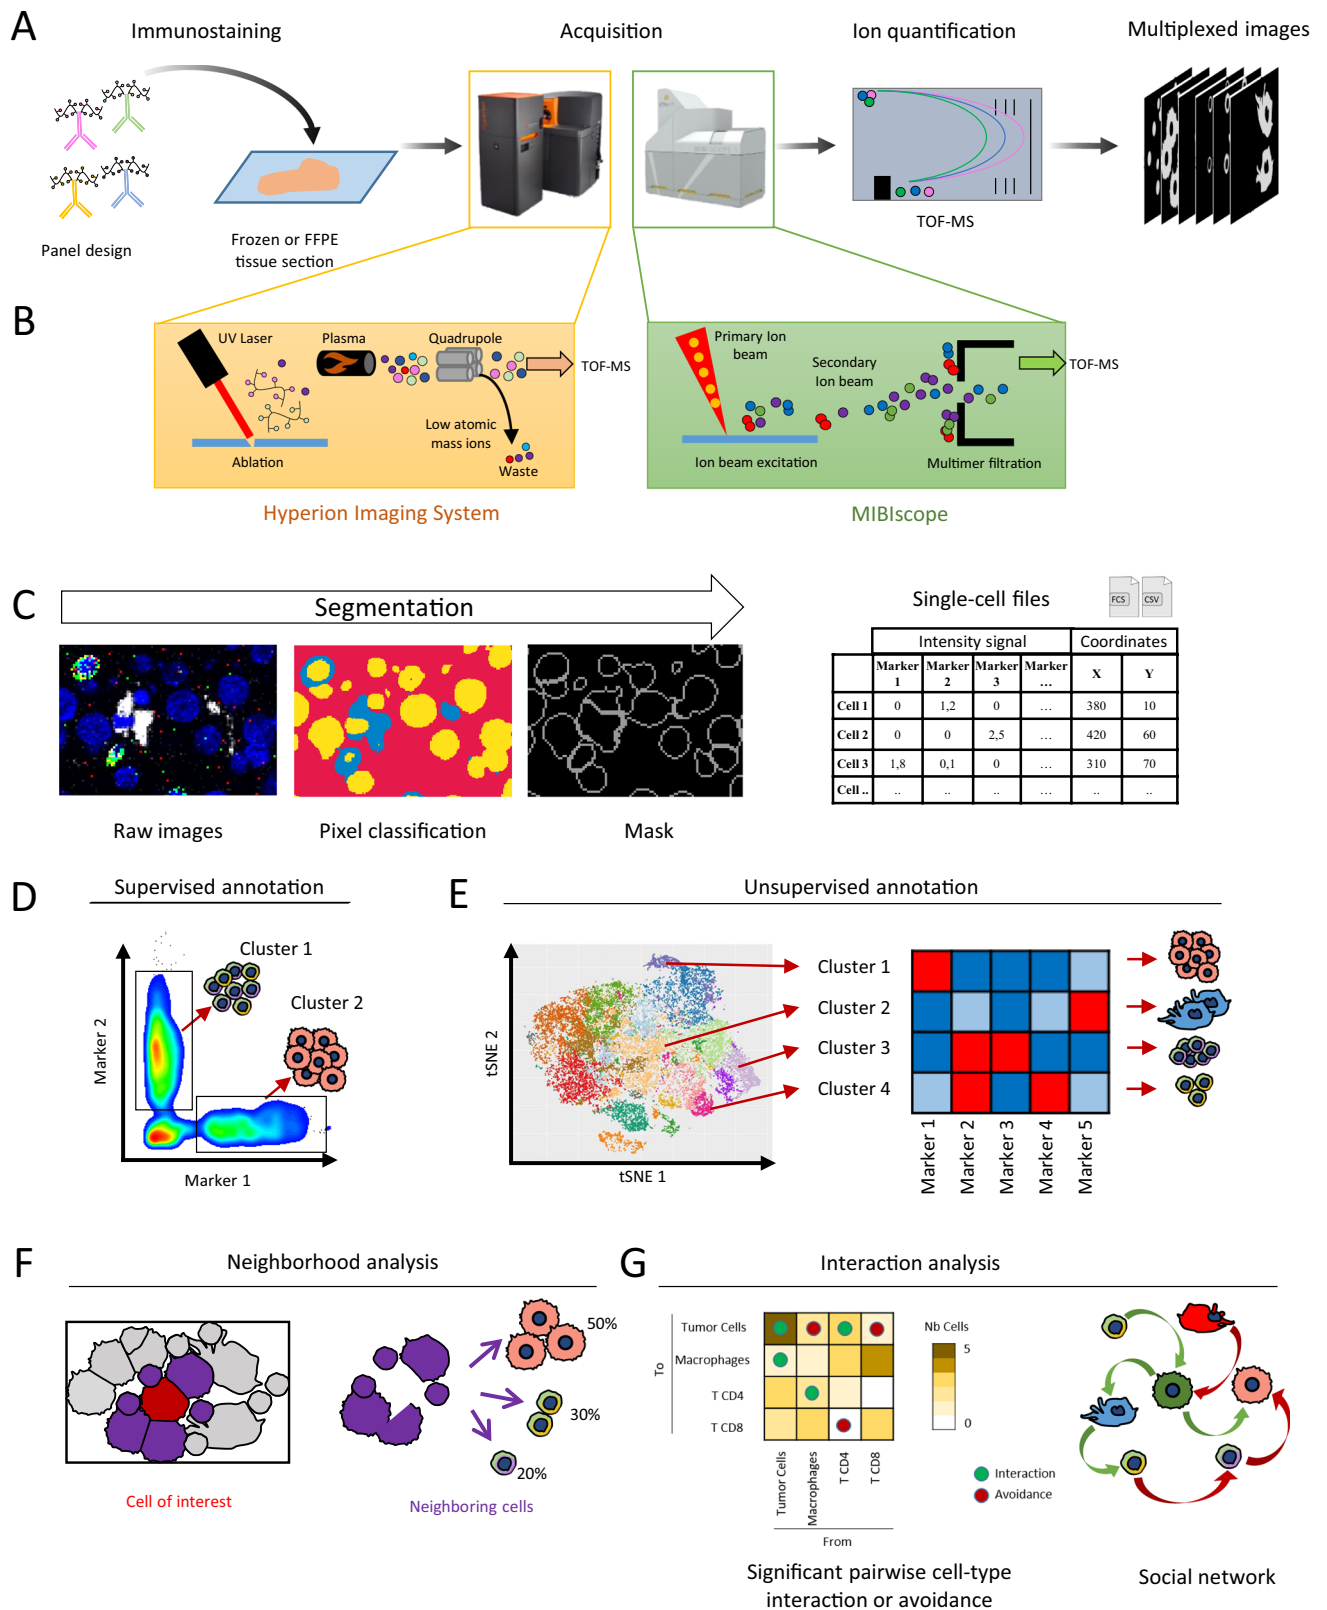 A
Immunostaining
Acquisition
Ion quantification
Multiplexed images
Panel design
Frozen or FFPE
tissue section
TOF-MS
B
UV Laser
Plasma
Quadrupole
TOF-MS
Low atomic
mass ions
Ablation
Waste
Hyperion Imaging System
Primary Ion
beam
Secondary
Ion beam
TOF-MS
Ion beam excitation
Multimer filtration
MIBIscope
C
Segmentation
Raw images
Pixel classification
Mask
Single-cell files
FCS
CSV
Intensity signal
Coordinates
Marker 1
Marker 2
Marker 3
Marker ...
X
Y
Cell 1 0 1,2 0 ... 380 10
Cell 2 0 0 2,5 ... 420 60
Cell 3 1,8 0,1 0 ... 310 70
Cell .. .. .. .. ... .. ..
D
Supervised annotation
Cluster 1
Cluster 2
Marker 2
Marker 1
E
Unsupervised annotation
tSNE 2
tSNE 1
Cluster 1
Cluster 2
Cluster 3
Cluster 4
Marker 1
Marker 2
Marker 3
Marker 4
Marker 5
F
Neighborhood analysis
50%
30%
20%
Cell of interest
Neighboring cells
G
Interaction analysis
To
Tumor Cells
Macrophages
T CD4
T CD8
Tumor Cells
Macrophages
T CD4
T CD8
From
Nb Cells
5
0
Interaction
Avoidance
Significant pairwise cell-type
interaction or avoidance
Social network